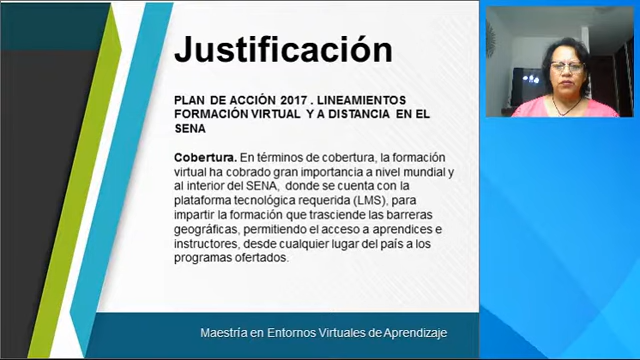 Justificación
PLAN DE ACCIÓN 2017 . LINEAMIENTOS
FORMACIÓN VIRTUAL Y A DISTANCIA EN EL
SENA
Cobertura. En términos de cobertura, la formación
virtual ha cobrado gran importancia a nivel mundial y
al interior del SENA, donde se cuenta con la
plataforma tecnológica requerida (LMS), para
impartir la formación que trasciende las barreras
geográficas, permitiendo el acceso a aprendices e
instructores, desde cualquier lugar del país a los
programas ofertados.
Maestría en Entornos Virtuales de Aprendizaje